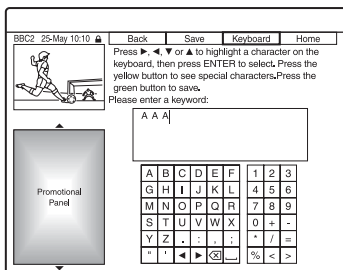 BBC2 25-May 10:10
Back Save Keyboard Home
Press ►, ◄, ▼ or ▲ to highlight a character on the
keyboard, then press ENTER to select. Press the
yellow button to see special characters. Press the
green button to save.
Please enter a keyword:
A A A
Promotional
Panel
A B C D E F 1 2 3
G H I J K L 4 5 6
M N O P Q R 7 8 9
S T U V W X 0 + -
Y Z . : , ; * / =
" ' ◄ ► ⌫ ⎵ % < >